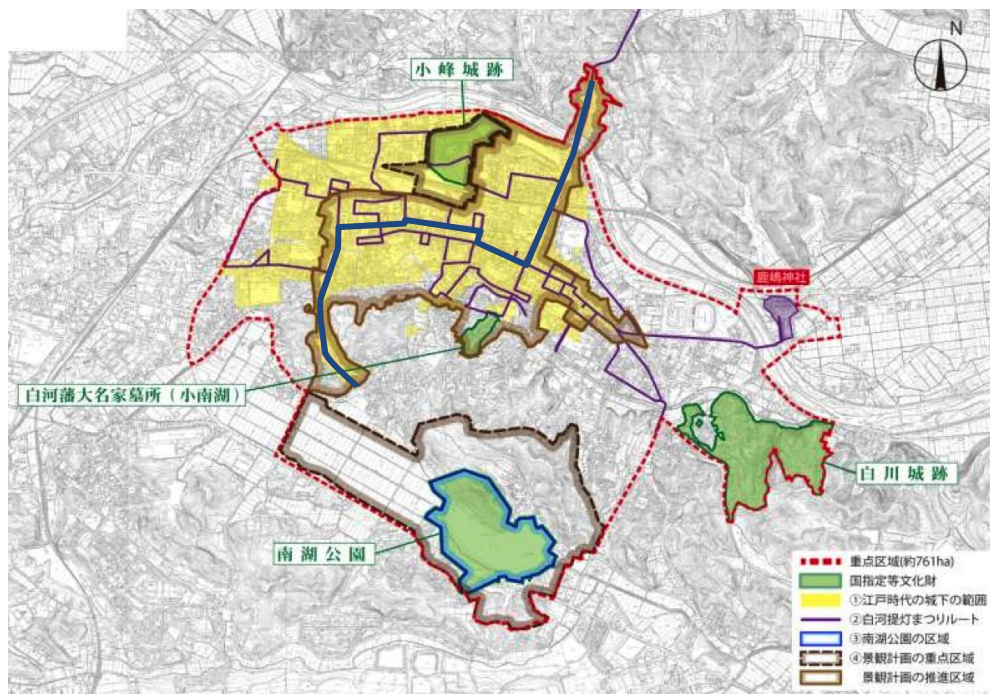 N
小峰城跡
鹿嶋神社
白河藩大名家墓所（小南湖）
白川城跡
南湖公園
重点区域(約761ha)
国指定等文化財
①江戸時代の城下の範囲
②白河提灯まつりルート
③南湖公園の区域
④景観計画の重点区域
景観計画の推進区域